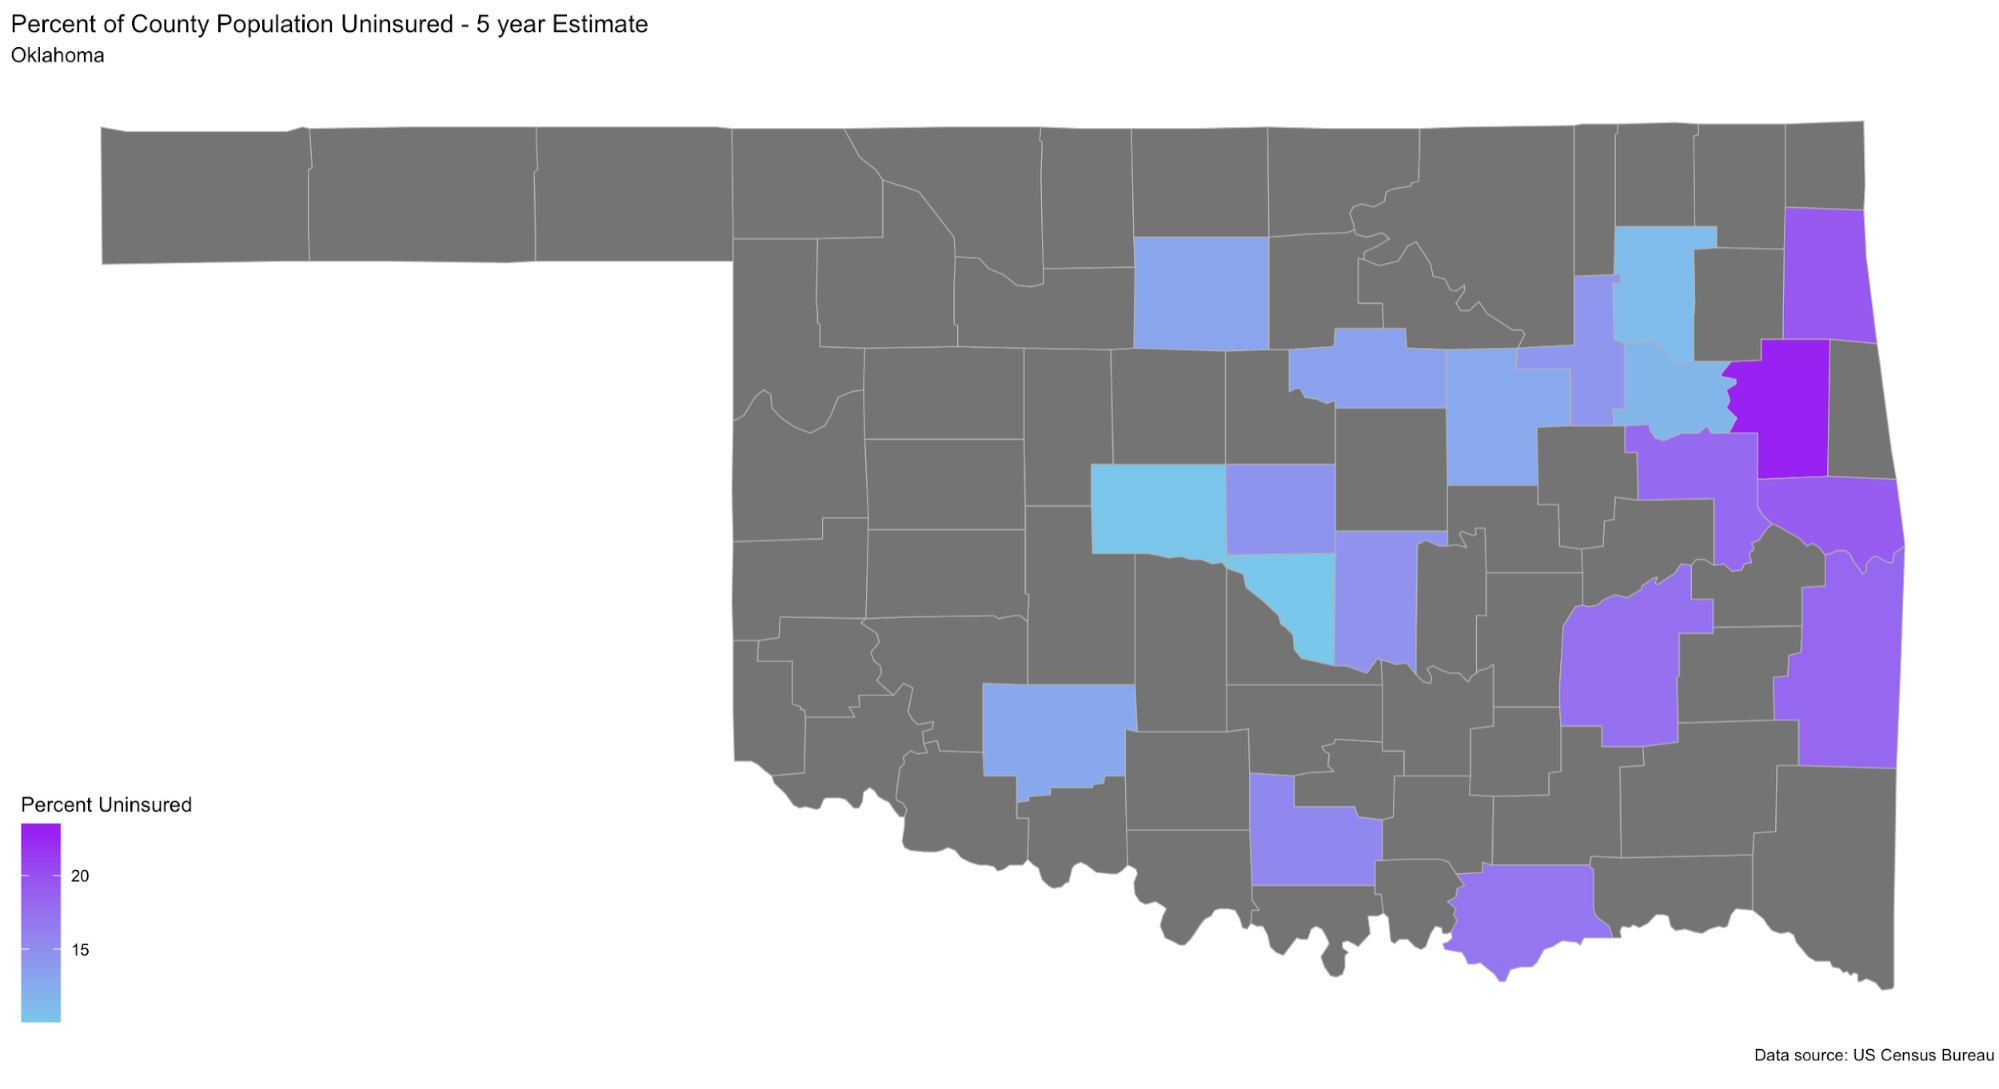 Percent of County Population Uninsured - 5 year Estimate
Oklahoma
Percent Uninsured
20
15
Data source: US Census Bureau